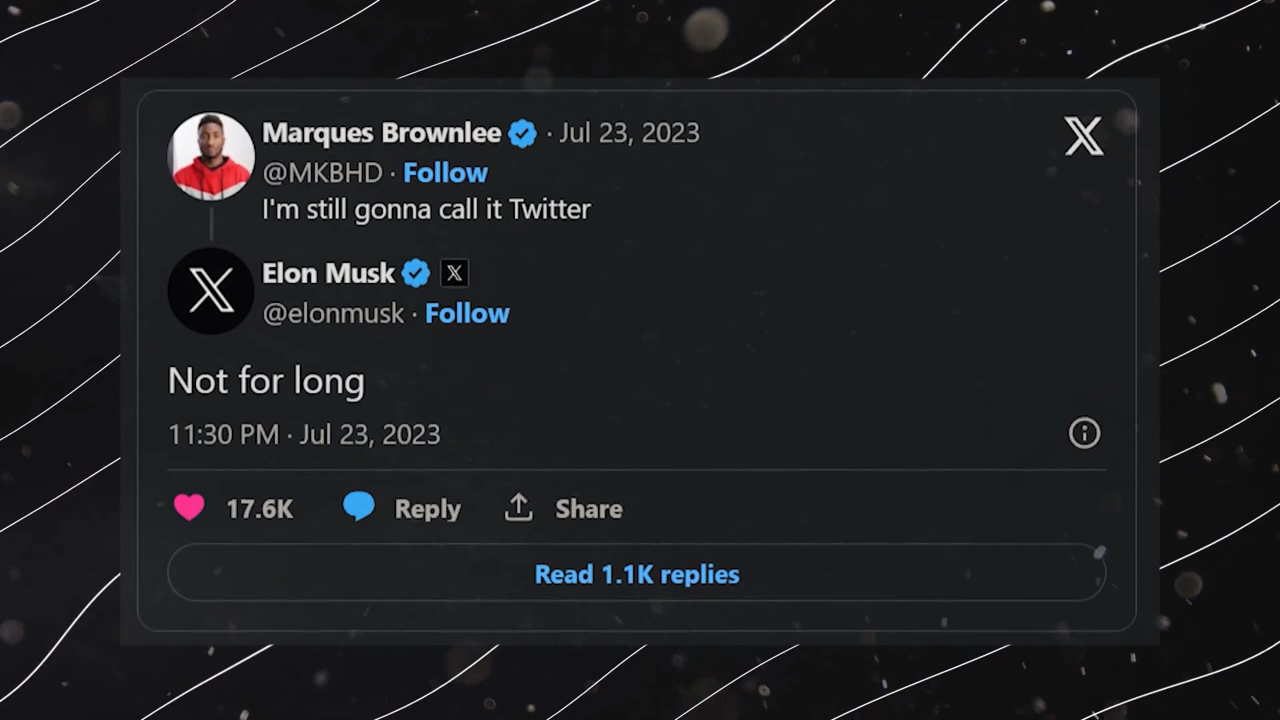 Marques Brownlee · Jul 23, 2023
@MKBHD · Follow
I'm still gonna call it Twitter
Elon Musk X
@elonmusk · Follow
Not for long
11:30 PM · Jul 23, 2023
17.6K Reply Share
Read 1.1K replies